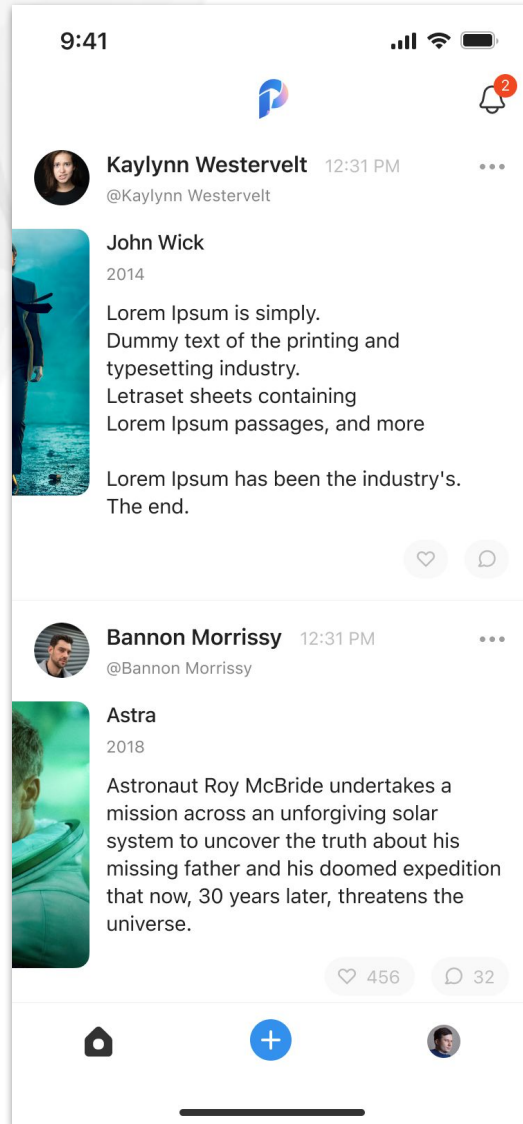 9:41
2
Kaylynn Westervelt 12:31 PM
@Kaylynn Westervelt
John Wick
2014
Lorem Ipsum is simply.
Dummy text of the printing and
typesetting industry.
Letraset sheets containing
Lorem Ipsum passages, and more
Lorem Ipsum has been the industry's.
The end.
Bannon Morrissy 12:31 PM
@Bannon Morrissy
Astra
2018
Astronaut Roy McBride undertakes a
mission across an unforgiving solar
system to uncover the truth about his
missing father and his doomed expedition
that now, 30 years later, threatens the
universe.
456 32